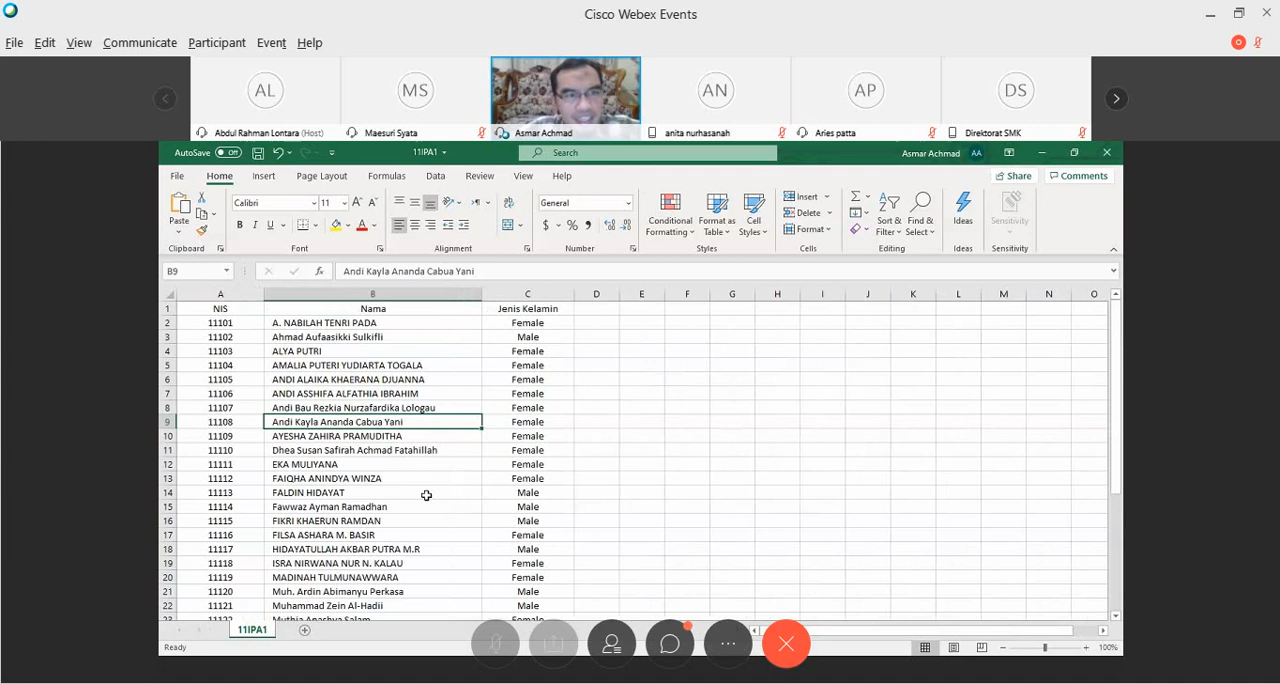 Cisco Webex Events
File Edit View Communicate Participant Event Help
AL MS AN AP DS
Abdul Rahman Lontara (Host) Maesuri Syata Asmar Achmad anita nurhasanah Aries patta Direktorat SMK
AutoSave Off 11IPA1 Search Asmar Achmad AA
File Home Insert Page Layout Formulas Data Review View Help Share Comments
Paste Calibri 11 General Conditional Formatting Format as Table Cell Styles Insert Delete Format Sort & Filter Find & Select Ideas Sensitivity
Clipboard Font Alignment Number Styles Cells Editing Ideas Sensitivity
B9 fx Andi Kayla Ananda Cabua Yani
A B C D E F G H I J K L M N O
1 NIS Nama Jenis Kelamin
2 11101 A. NABILAH TENRI PADA Female
3 11102 Ahmad Aufaasikki Sulkifli Male
4 11103 ALYA PUTRI Female
5 11104 AMALIA PUTERI YUDIARTA TOGALA Female
6 11105 ANDI ALAIKA KHAERANA DJUANNA Female
7 11106 ANDI ASSHIFA ALFATHIA IBRAHIM Female
8 11107 Andi Bau Rezkia Nurzafardika Lologau Female
9 11108 Andi Kayla Ananda Cabua Yani Female
10 11109 AYESHA ZAHIRA PRAMUDITHA Female
11 11110 Dhea Susan Safirah Achmad Fatahillah Female
12 11111 EKA MULIYANA Female
13 11112 FAIQHA ANINDYA WINZA Female
14 11113 FALDIN HIDAYAT Male
15 11114 Fawwaz Ayman Ramadhan Male
16 11115 FIKRI KHAERUN RAMDAN Male
17 11116 FILSA ASHARA M. BASIR Female
18 11117 HIDAYATULLAH AKBAR PUTRA M.R Male
19 11118 ISRA NIRWANA NUR N. KALAU Female
20 11119 MADINAH TULMUNAWWARA Female
21 11120 Muh. Ardin Abimanyu Perkasa Male
22 11121 Muhammad Zein Al-Hadii Male
23 11122 Female
11IPA1
Ready 100%